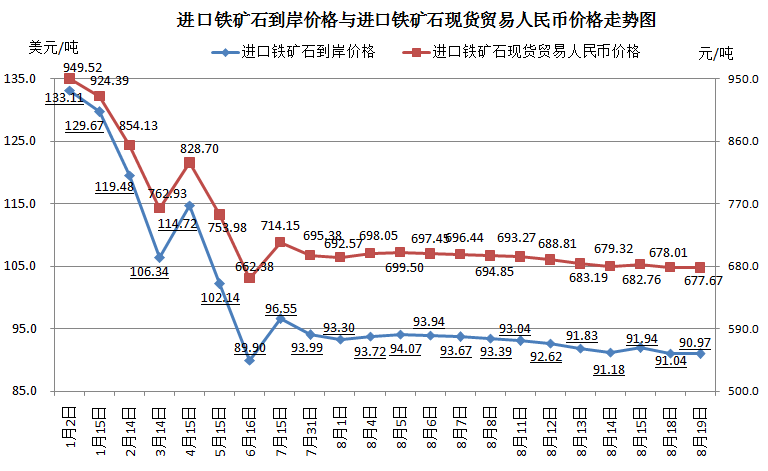 进口铁矿石到岸价格与进口铁矿石现货贸易人民币价格走势图
美元/吨
进口铁矿石到岸价格
进口铁矿石现货贸易人民币价格
元/吨
135.0
125.0
115.0
105.0
95.0
85.0
950.0
860.0
770.0
680.0
590.0
500.0
949.52
924.39
854.13
762.93
828.70
753.98
662.38
714.15
695.38
692.57
698.05
699.50
697.45
696.44
694.85
693.27
688.81
683.19
679.32
682.76
678.01
677.67
133.11
129.67
119.48
106.34
114.72
102.14
89.90
96.55
93.99
93.30
93.72
94.07
93.94
93.67
93.39
93.04
92.62
91.83
91.18
91.94
91.04
90.97
1月2日
1月15日
2月14日
3月14日
4月15日
5月15日
6月16日
7月15日
7月31日
8月1日
8月4日
8月5日
8月6日
8月7日
8月8日
8月11日
8月12日
8月13日
8月14日
8月15日
8月18日
8月19日